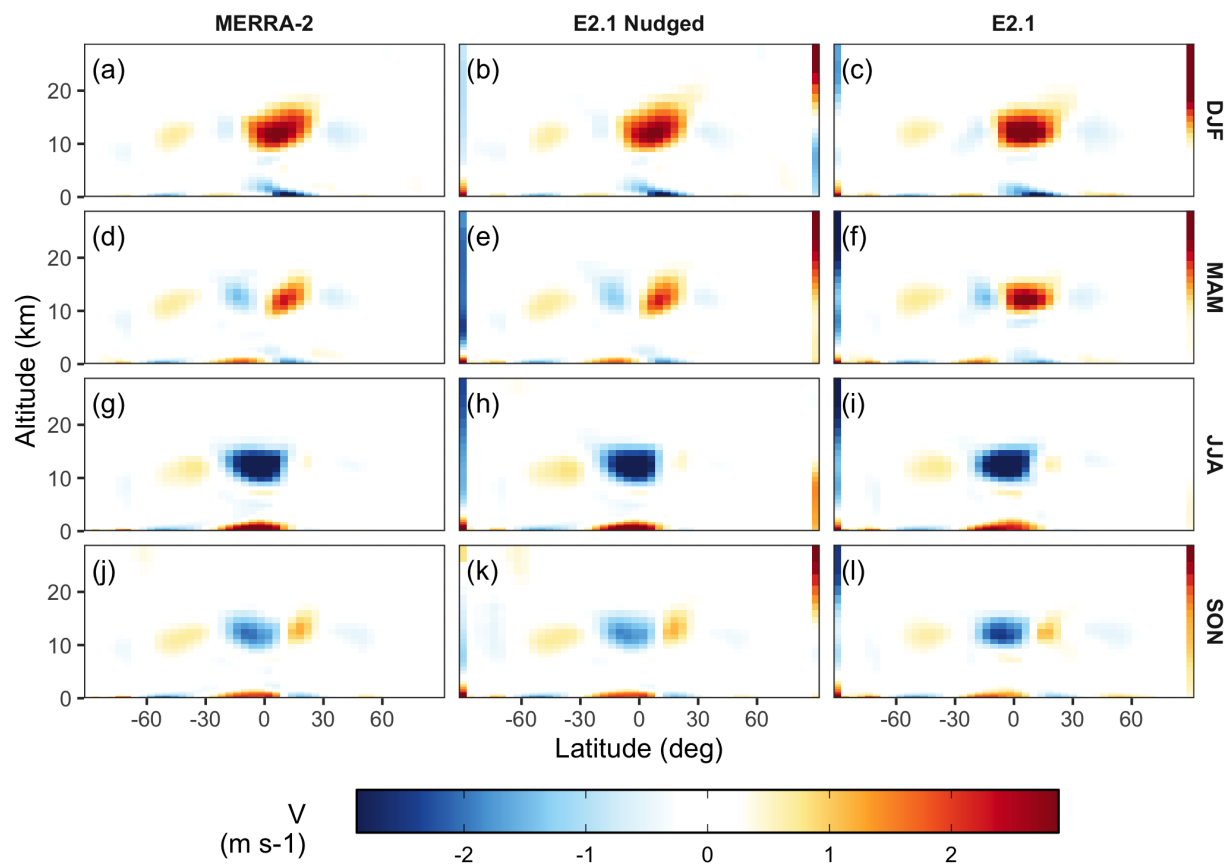 MERRA-2 E2.1 Nudged E2.1
(a) (b) (c) DJF
20
10
0
(d) (e) (f) MAM
20
10
0
Altitude (km)
(g) (h) (i) JJA
20
10
0
(j) (k) (l) SON
20
10
0
-60 -30 0 30 60 -60 -30 0 30 60 -60 -30 0 30 60
Latitude (deg)
V
(m s-1)
-2 -1 0 1 2